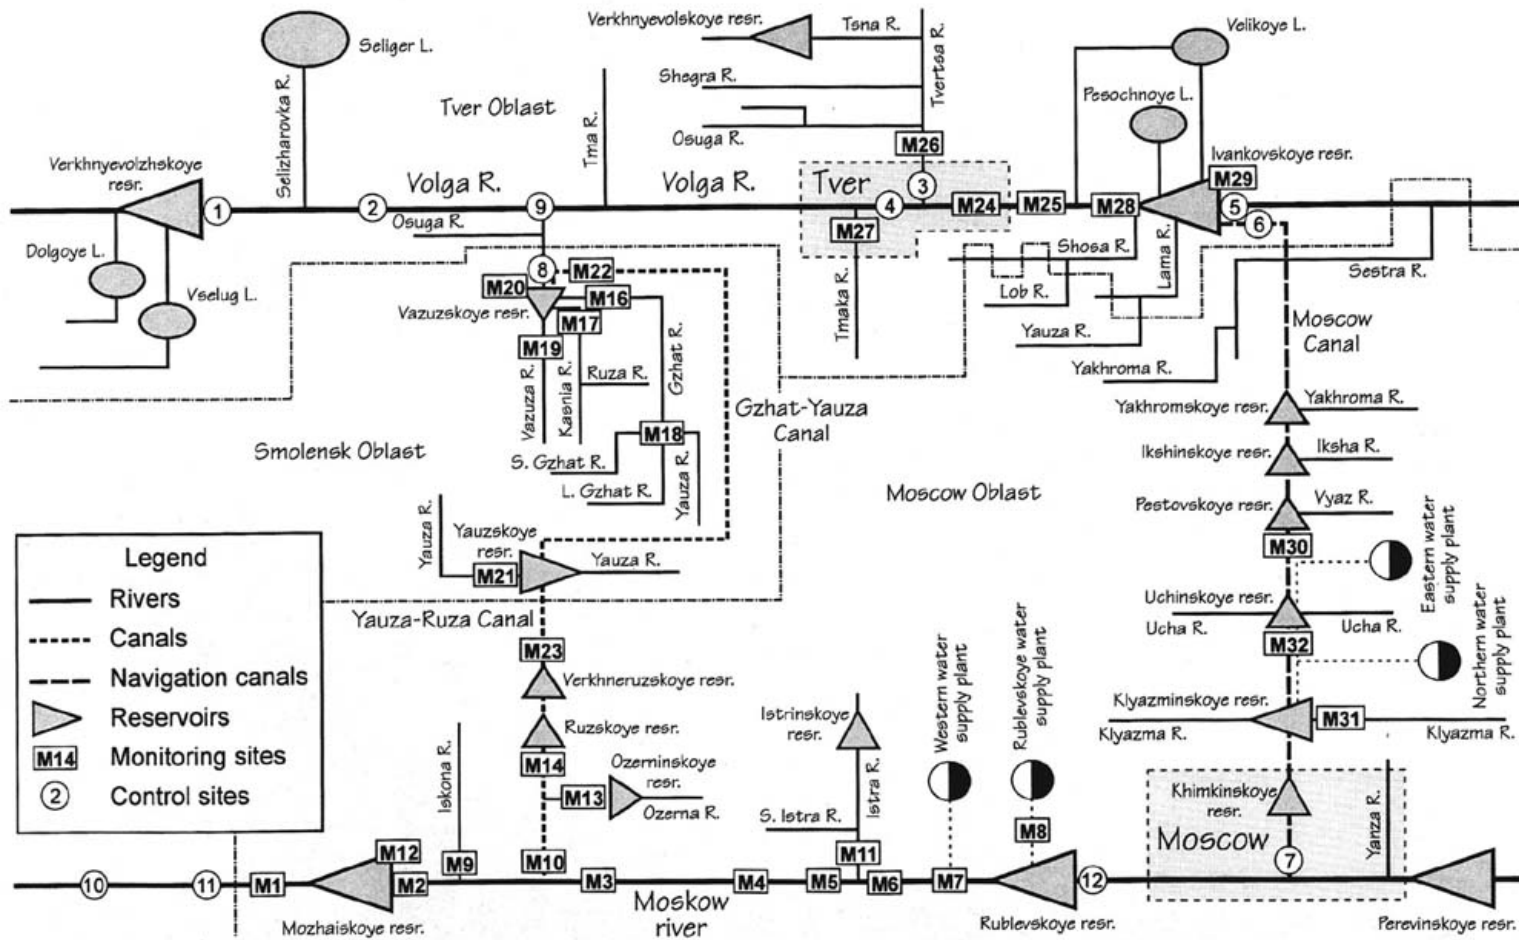 Seliger L.
Selizharovka R.
Tver Oblast
Tma R.
Verkhnyevolskoye resr.
Tsna R.
Tvertsa R.
Shegra R.
Osuga R.
M26
Velikoye L.
Pesochnoye L.
Verkhnyevolzhskoye
resr.
1
2
Volga R.
9
Volga R.
Tver
4
3
M24
M25
M28
Ivankovskoye resr.
M29
5
6
M27
Tmaka R.
Dolgoye L.
Vselug L.
Osuga R.
8
M22
M20
M16
Vazuzskoye resr.
M17
M19
Vazuza R.
Kasnia R.
Ruza R.
Gzhat R.
M18
S. Gzhat R.
L. Gzhat R.
Yauza R.
Gzhat-Yauza
Canal
Shosa R.
Lob R.
Lama R.
Yauza R.
Yakhroma R.
Sestra R.
Moscow
Canal
Yakhromskoye resr.
Yakhroma R.
Ikshinskoye resr.
Iksha R.
Pestovskoye resr.
Vyaz R.
M30
Eastern water
supply plant
Uchinskoye resr.
Ucha R.
Ucha R.
M32
Northern water
supply plant
Klyazminskoye resr.
M31
Klyazma R.
Klyazma R.
Smolensk Oblast
Moscow Oblast
Yauza R.
Yauzskoye
resr.
M21
Yauza R.
Yauza-Ruza Canal
M23
Verkhneruzskoye resr.
Ruzskoye resr.
M14
Ozerninskoye
resr.
M13
Ozerna R.
Iskona R.
Istrinskoye
resr.
Istra R.
S. Istra R.
Western water
supply plant
Rublevskoye water
supply plant
M8
Khimkinskoye
resr.
Moscow
Yanza R.
7
Legend
Rivers
Canals
Navigation canals
Reservoirs
M14 Monitoring sites
2 Control sites
10
11
M1
M12
M2
M9
M10
M3
M4
M5
M11
M6
M7
12
Mozhaiskoye resr.
Moskow
river
Rublevskoye resr.
Perevinskoye resr.